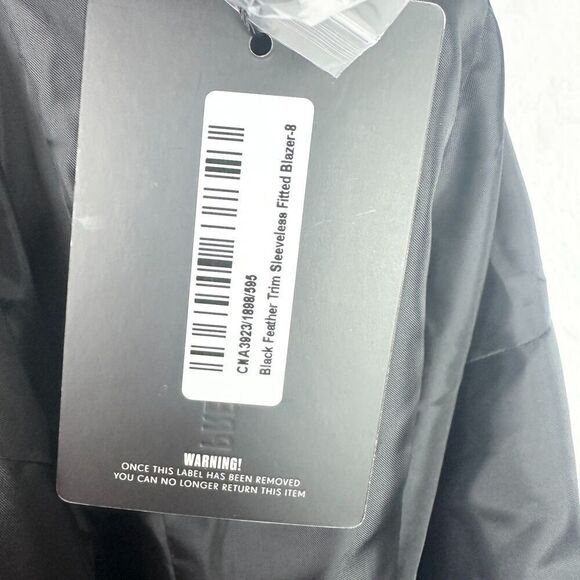 CNA3923/1898/595
Black Feather Trim Sleeveless Fitted Blazer-8
WARNING!
ONCE THIS LABEL HAS BEEN REMOVED
YOU CAN NO LONGER RETURN THIS ITEM